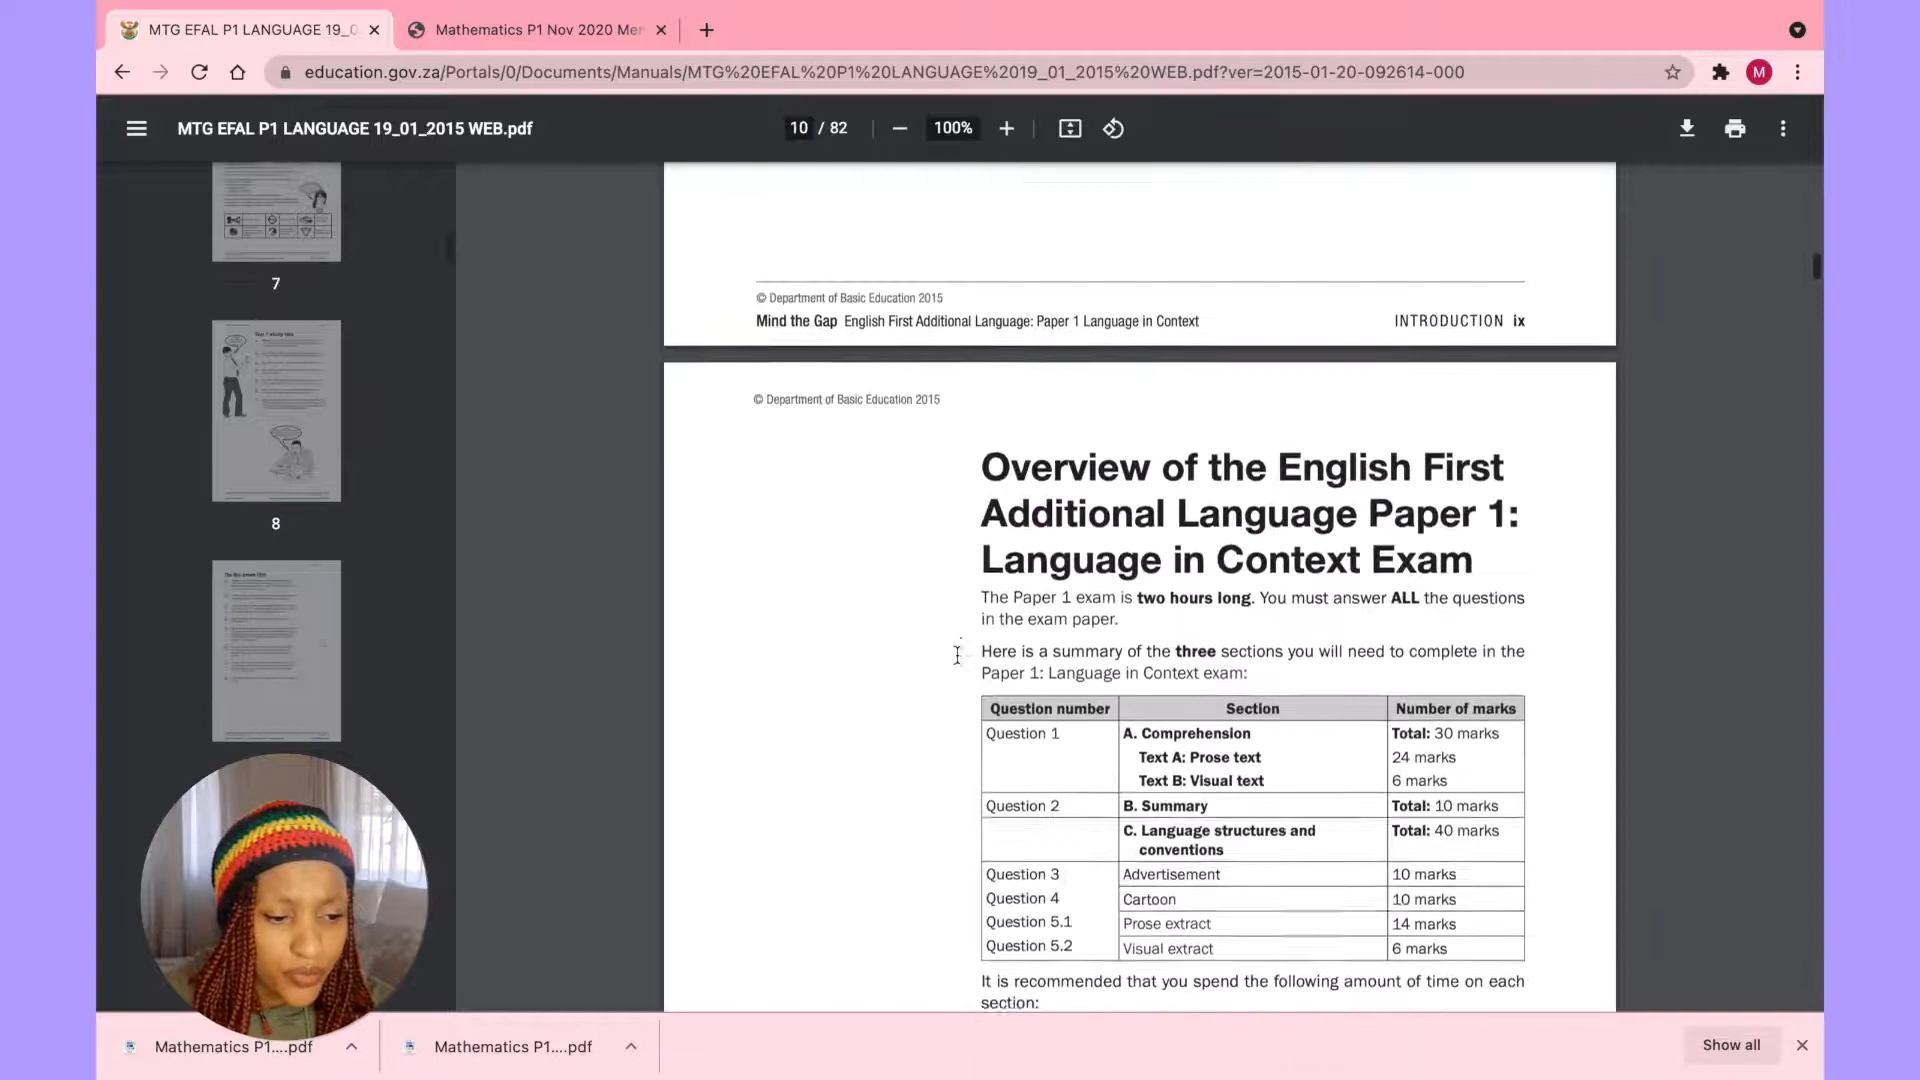 MTG EFAL P1 LANGUAGE 19_0
Mathematics P1 Nov 2020 Mem
education.gov.za/Portals/0/Documents/Manuals/MTG%20EFAL%20P1%20LANGUAGE%2019_01_2015%20WEB.pdf?ver=2015-01-20-092614-000
M
MTG EFAL P1 LANGUAGE 19_01_2015 WEB.pdf
10 / 82
100%
7
8
© Department of Basic Education 2015
Mind the Gap English First Additional Language: Paper 1 Language in Context
INTRODUCTION ix
© Department of Basic Education 2015
Overview of the English First
Additional Language Paper 1:
Language in Context Exam
The Paper 1 exam is two hours long. You must answer ALL the questions
in the exam paper.
Here is a summary of the three sections you will need to complete in the
Paper 1: Language in Context exam:
Question number Section Number of marks
Question 1 A. Comprehension Total: 30 marks
Text A: Prose text 24 marks
Text B: Visual text 6 marks
Question 2 B. Summary Total: 10 marks
C. Language structures and Total: 40 marks
conventions
Question 3 Advertisement 10 marks
Question 4 Cartoon 10 marks
Question 5.1 Prose extract 14 marks
Question 5.2 Visual extract 6 marks
It is recommended that you spend the following amount of time on each
section:
Mathematics P1....pdf
Mathematics P1....pdf
Show all